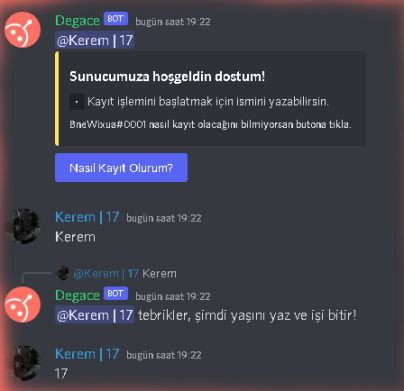 Degace BOT bugün saat 19:22
@Kerem | 17
Sunucumuza hoşgeldin dostum!
• Kayıt işlemini başlatmak için ismini yazabilirsin.
BneWixua#0001 nasıl kayıt olacağını bilmiyorsan butona tıkla.
Nasıl Kayıt Olurum?
Kerem | 17 bugün saat 19:22
Kerem
@Kerem | 17 Kerem
Degace BOT bugün saat 19:22
@Kerem | 17 tebrikler, şimdi yaşını yaz ve işi bitir!
Kerem | 17 bugün saat 19:22
17